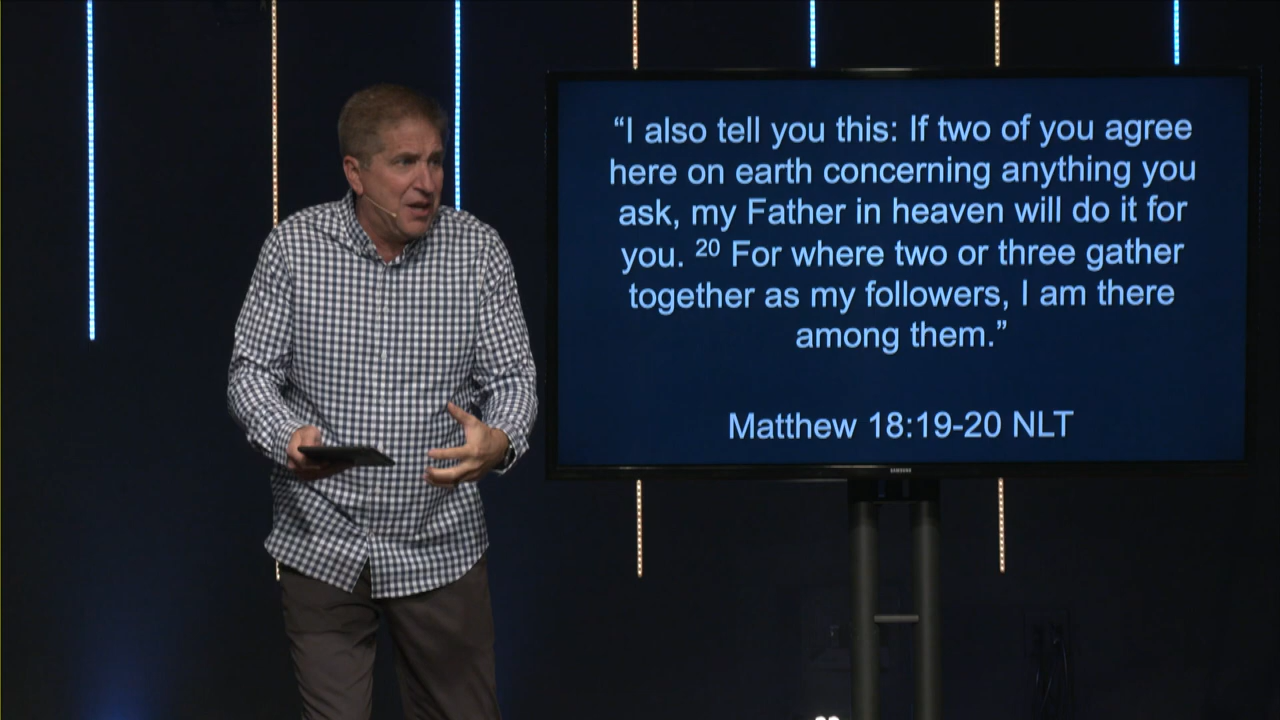 “I also tell you this: If two of you agree
here on earth concerning anything you
ask, my Father in heaven will do it for
you. 20 For where two or three gather
together as my followers, I am there
among them.”
Matthew 18:19-20 NLT
SAMSUNG